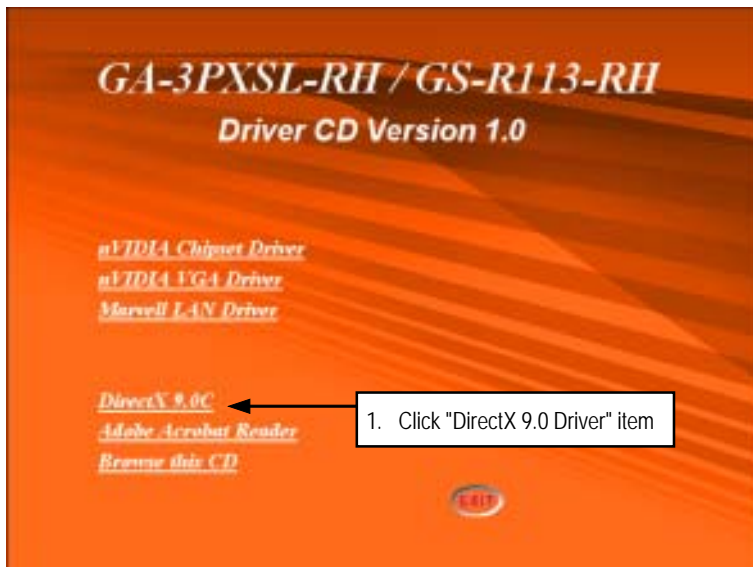 GA-3PXSL-RH / GS-R113-RH
Driver CD Version 1.0
nVIDIA Chipset Driver
nVIDIA VGA Driver
Marvell LAN Driver
DirectX 9.0C
1. Click "DirectX 9.0 Driver" item
Adobe Acrobat Reader
Browse this CD
EXIT